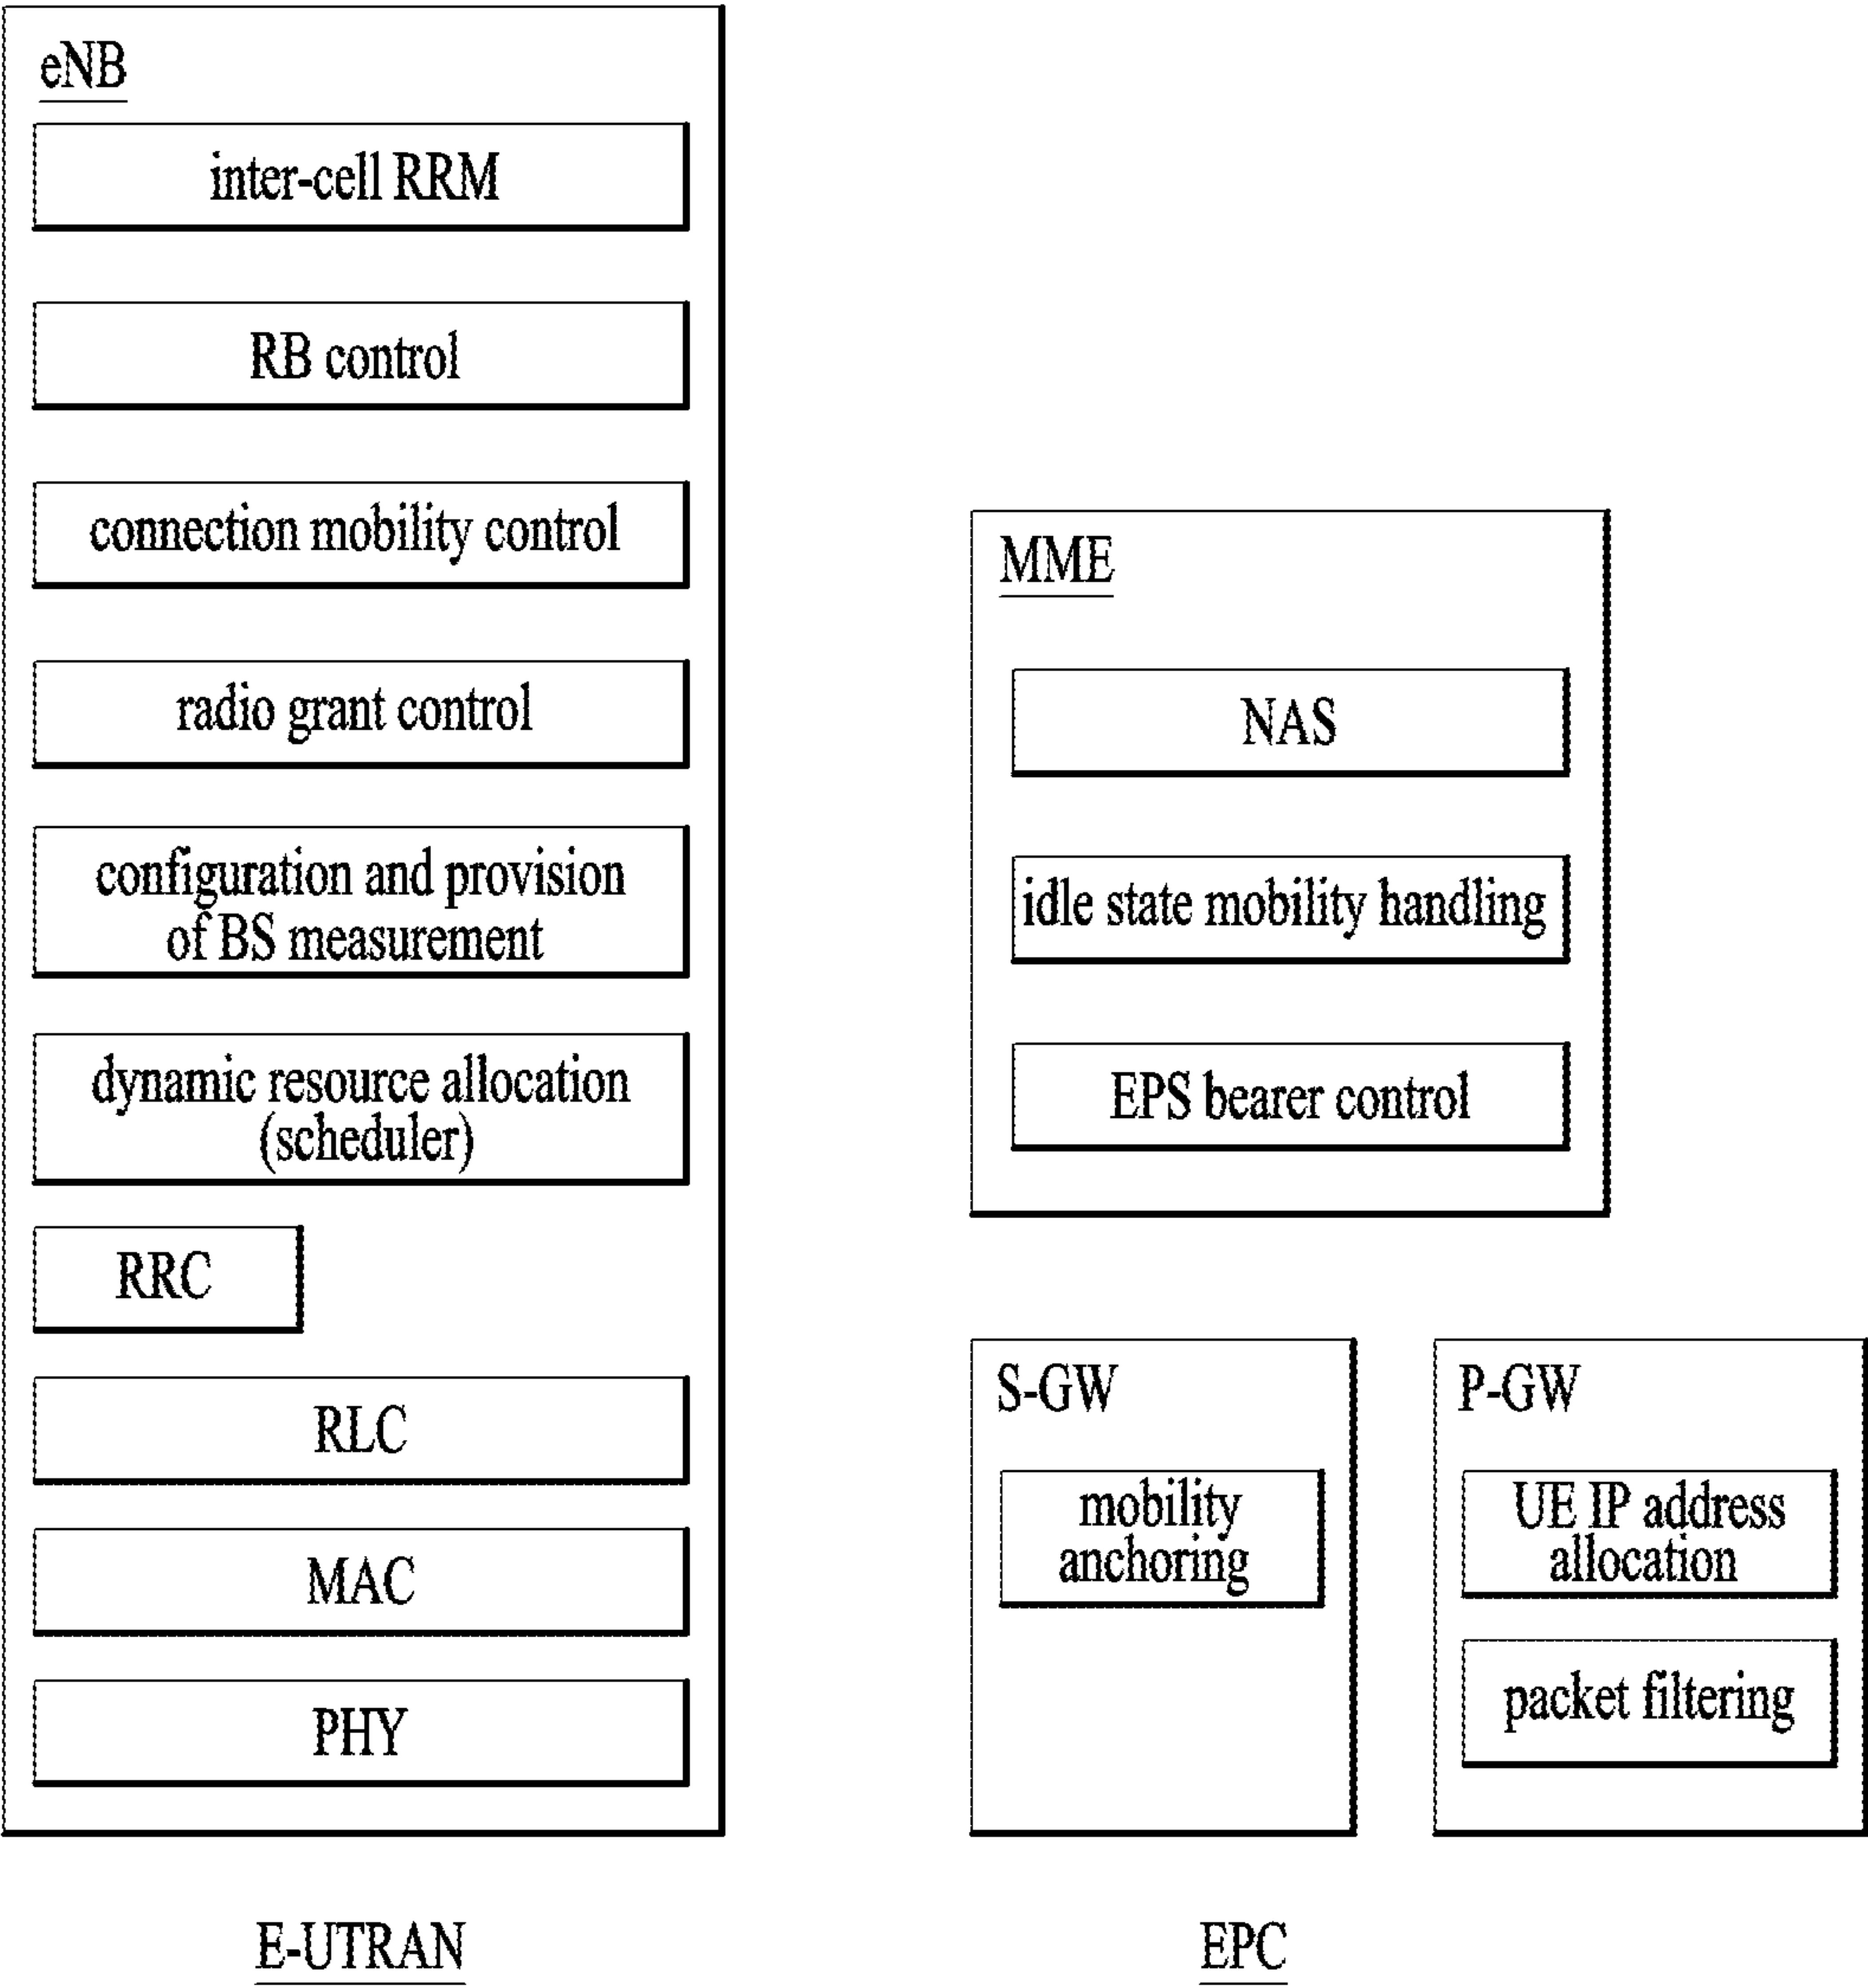 eNB
inter-cell RRM
RB control
connection mobility control
radio grant control
configuration and provision
of BS measurement
dynamic resource allocation
(scheduler)
RRC
RLC
MAC
PHY
E-UTRAN
MME
NAS
idle state mobility handling
EPS bearer control
S-GW
mobility
anchoring
P-GW
UE IP address
allocation
packet filtering
EPC